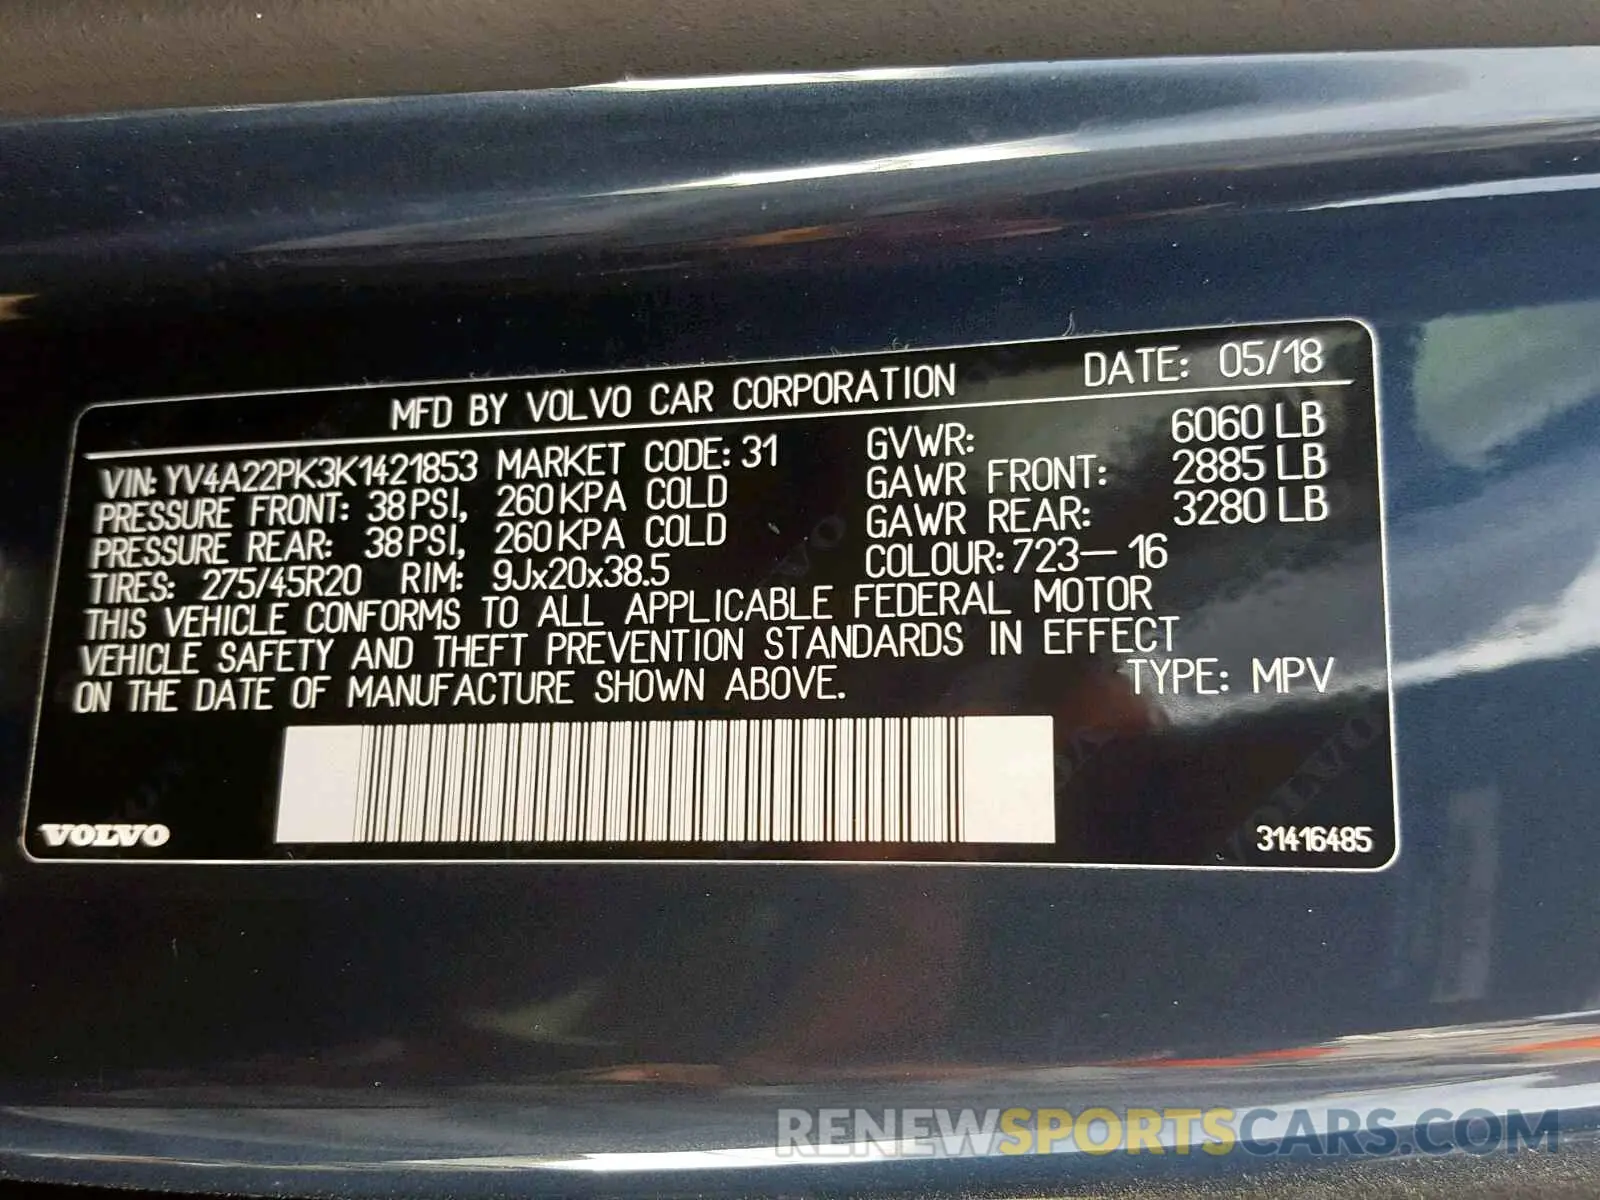 MFD BY VOLVO CAR CORPORATION DATE: 05/18
VIN: YV4A22PK3K1421853 MARKET CODE: 31 GVWR: 6060 LB
PRESSURE FRONT: 38PSI, 260KPA COLD GAWR FRONT: 2885 LB
PRESSURE REAR: 38PSI, 260KPA COLD GAWR REAR: 3280 LB
TIRES: 275/45R20 RIM: 9Jx20x38.5 COLOUR: 723—16
THIS VEHICLE CONFORMS TO ALL APPLICABLE FEDERAL MOTOR
VEHICLE SAFETY AND THEFT PREVENTION STANDARDS IN EFFECT
ON THE DATE OF MANUFACTURE SHOWN ABOVE. TYPE: MPV
VOLVO 31416485
RENEWSPORTSCARS.COM